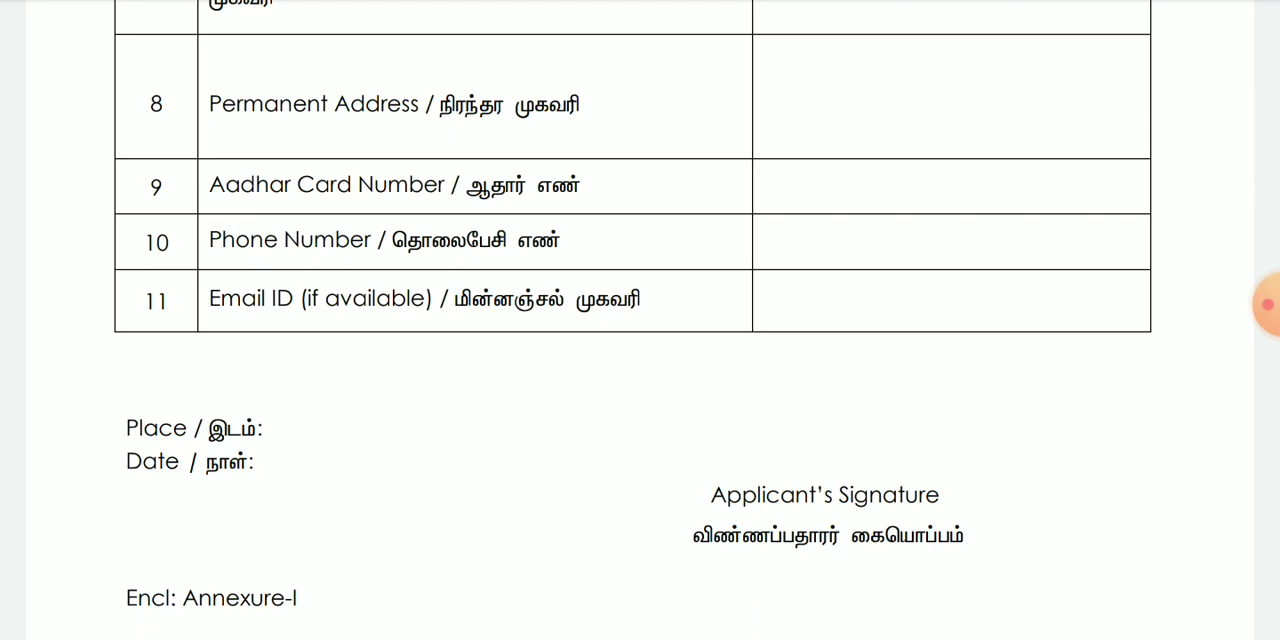 முகவரி
8 Permanent Address / நிரந்தர முகவரி
9 Aadhar Card Number / ஆதார் எண்
10 Phone Number / தொலைபேசி எண்
11 Email ID (if available) / மின்னஞ்சல் முகவரி
Place / இடம்:
Date / நாள்:
Applicant’s Signature
விண்ணப்பதாரர் கையொப்பம்
Encl: Annexure-I